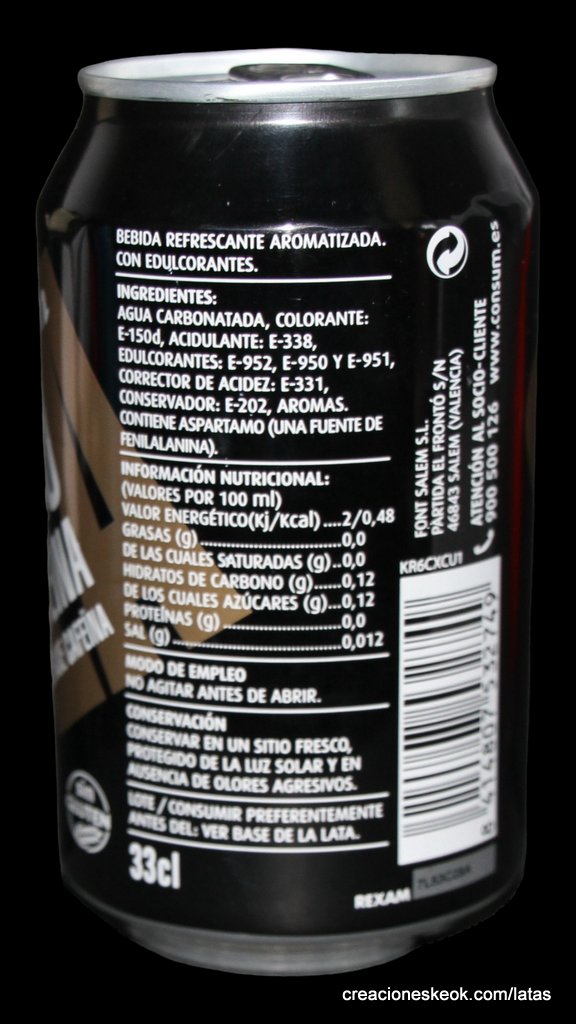 BEBIDA REFRESCANTE AROMATIZADA.
CON EDULCORANTES.
INGREDIENTES:
AGUA CARBONATADA, COLORANTE:
E-150d, ACIDULANTE: E-338,
EDULCORANTES: E-952, E-950 Y E-951,
CORRECTOR DE ACIDEZ: E-331,
CONSERVADOR: E-202, AROMAS.
CONTIENE ASPARTAMO (UNA FUENTE DE
FENILALANINA).
INFORMACIÓN NUTRICIONAL:
(VALORES POR 100 ml)
VALOR ENERGÉTICO(Kj/Kcal)....2/0,48
GRASAS (g)..............................0,0
DE LAS CUALES SATURADAS (g)..0,0
HIDRATOS DE CARBONO (g)......0,12
DE LOS CUALES AZÚCARES (g)...0,12
PROTEÍNAS (g)..........................0,0
SAL (g)....................................0,012
MODO DE EMPLEO
NO AGITAR ANTES DE ABRIR.
CONSERVACIÓN
CONSERVAR EN UN SITIO FRESCO,
PROTEGIDO DE LA LUZ SOLAR Y EN
AUSENCIA DE OLORES AGRESIVOS.
LOTE/CONSUMIR PREFERENTEMENTE
ANTES DEL: VER BASE DE LA LATA.
33cl
SIN
GLUTEN
FONT SALEM S.L.
PARTIDA EL FRONTÓ S/N
46843 SALEM (VALENCIA)
ATENCIÓN AL SOCIO-CLIENTE
900 500 126 www.consum.es
KR6CXCU1
8 414807 532749
REXAM
creacioneskeok.com/latas